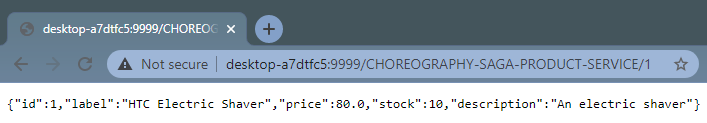 desktop-a7dtfc5:9999/CHOREOG
Not secure | desktop-a7dtfc5:9999/CHOREOGRAPHY-SAGA-PRODUCT-SERVICE/1
{"id":1,"label":"HTC Electric Shaver","price":80.0,"stock":10,"description":"An electric shaver"}